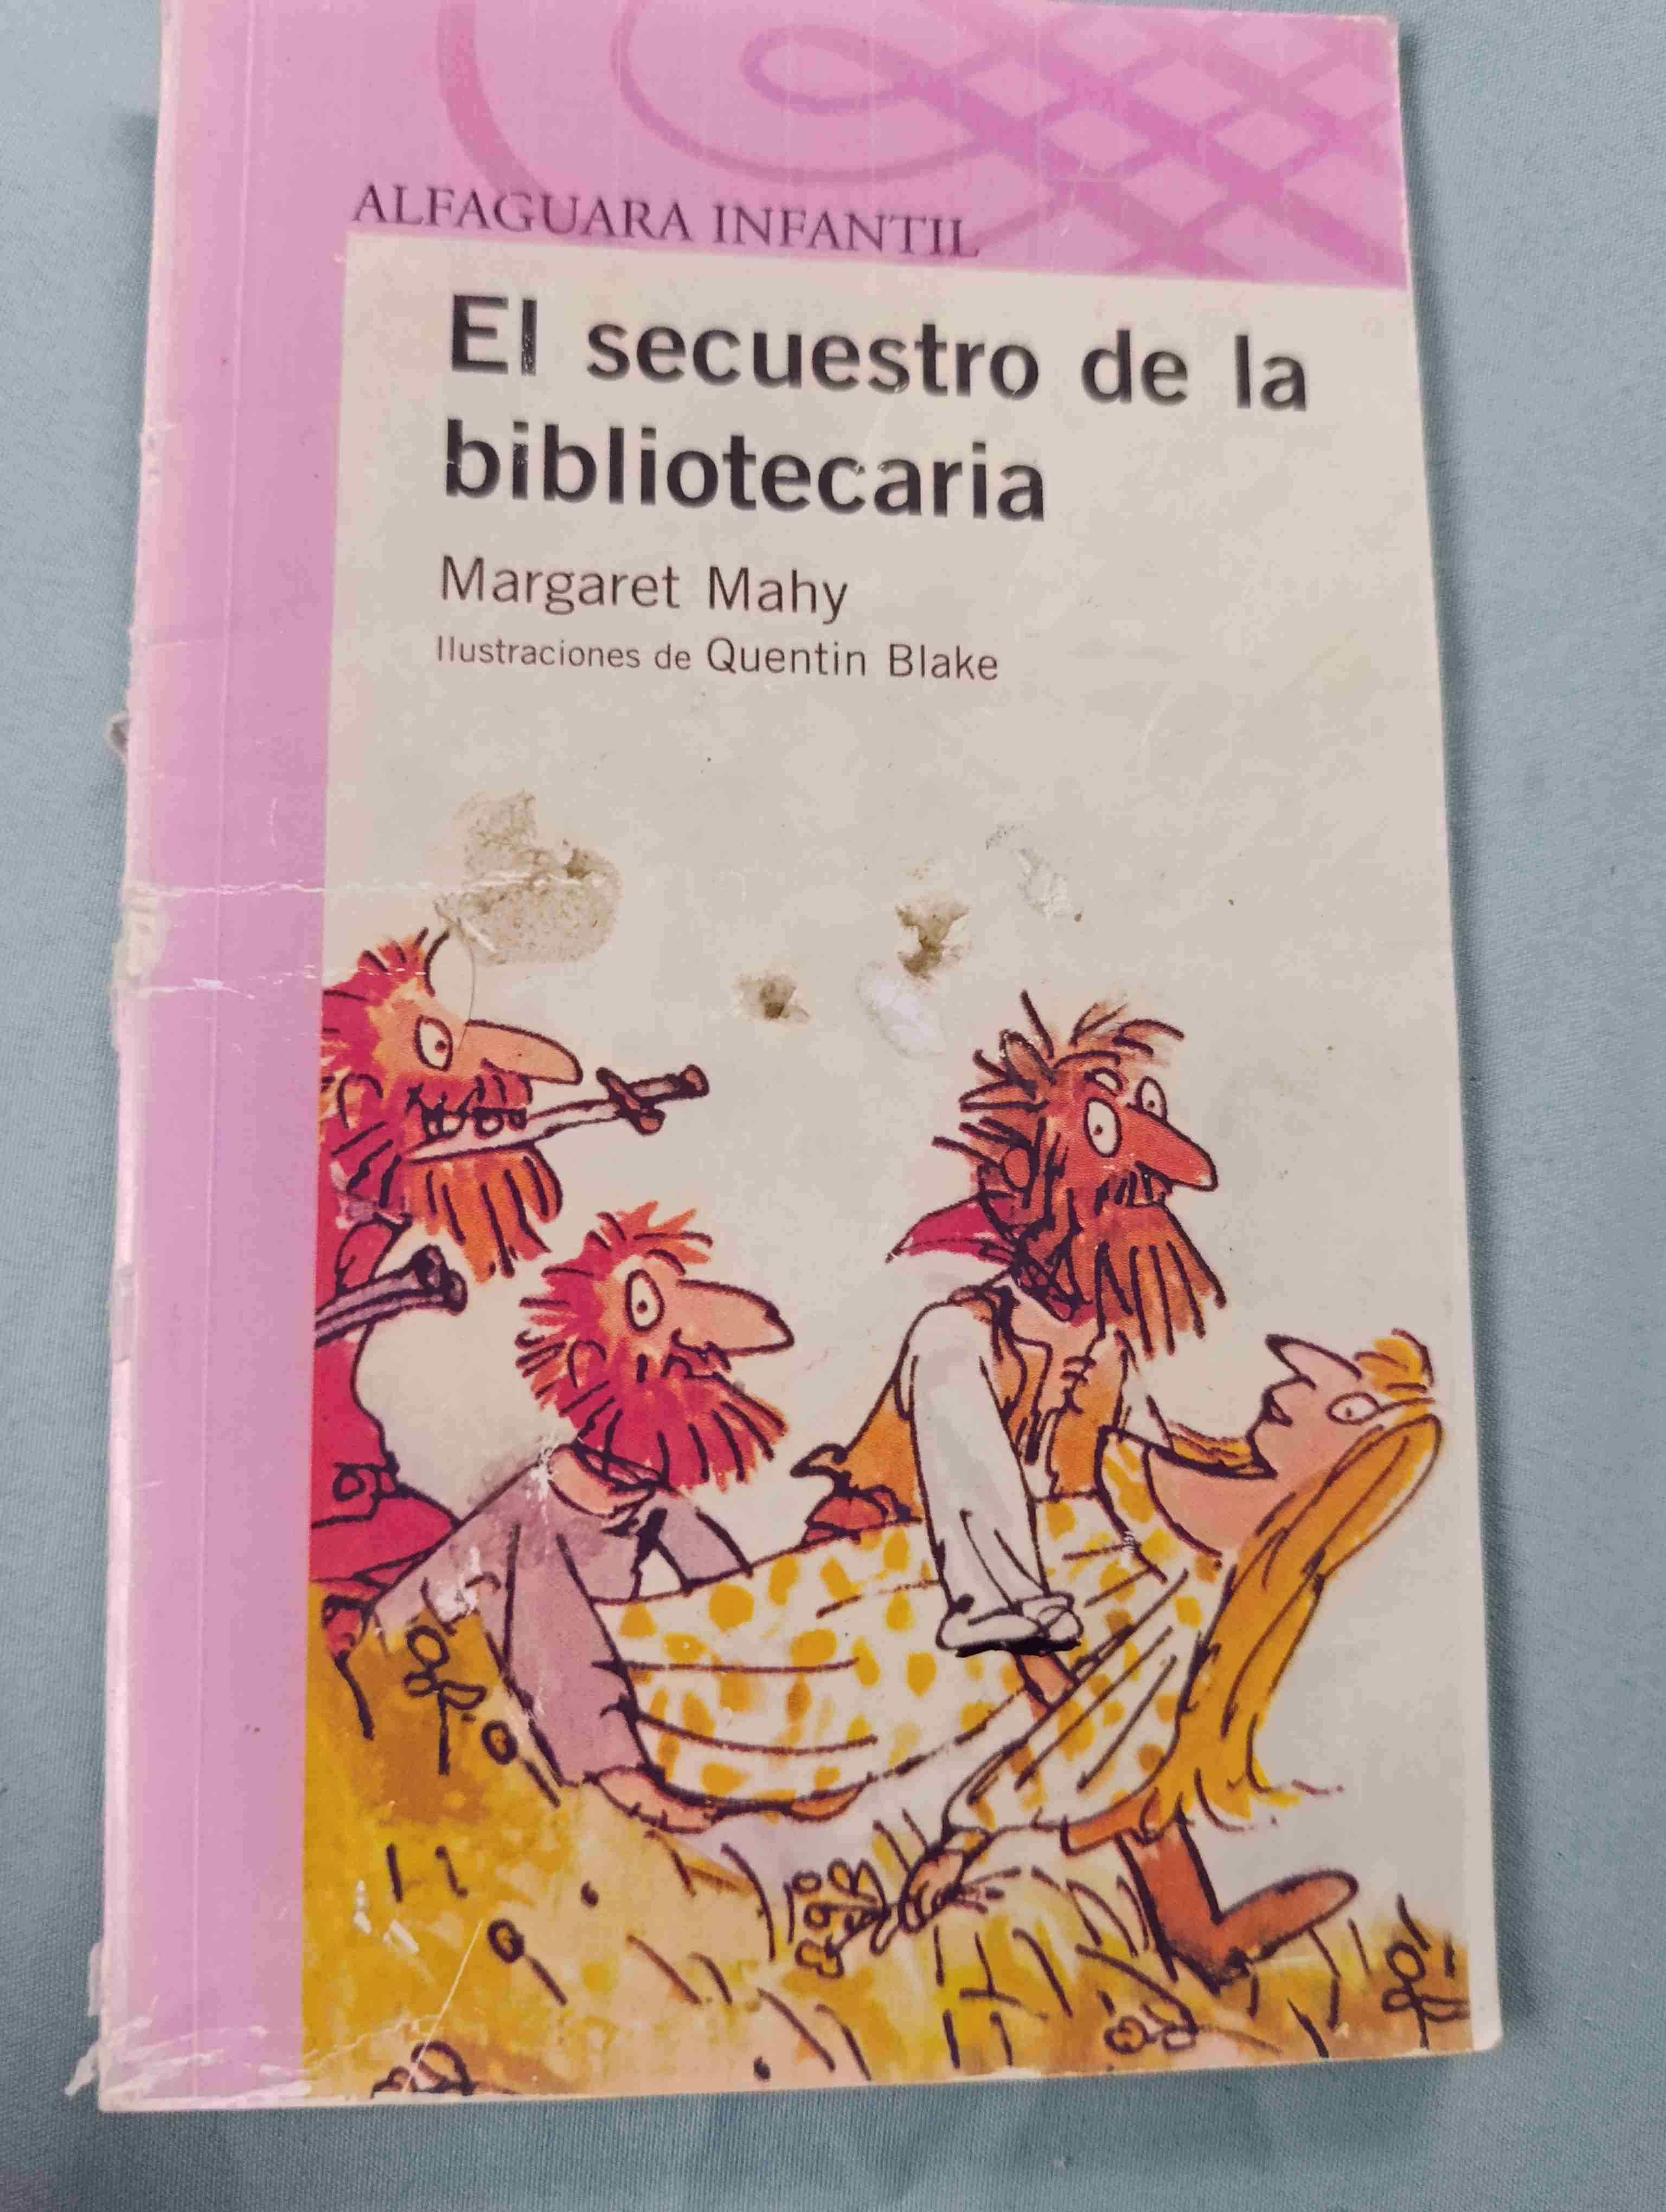 ALFAGUARA INFANTIL
El secuestro de la
bibliotecaria
Margaret Mahy
Ilustraciones de Quentin Blake